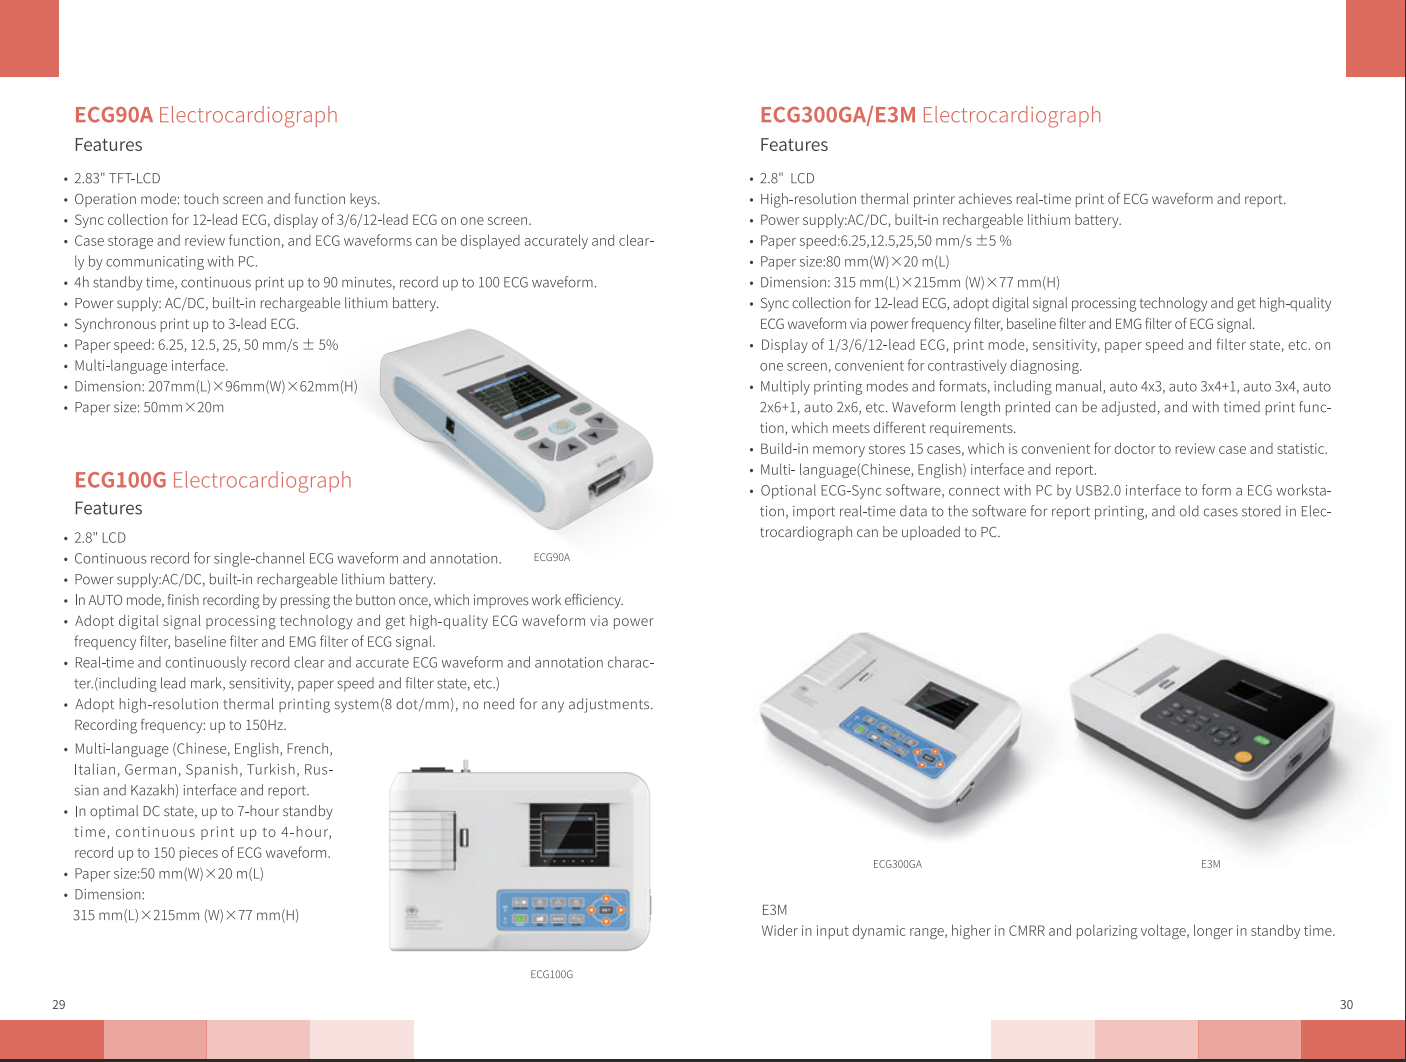 ECG90A Electrocardiograph
Features
• 2.83" TFT-LCD
• Operation mode: touch screen and function keys.
• Sync collection for 12-lead ECG, display of 3/6/12-lead ECG on one screen.
• Case storage and review function, and ECG waveforms can be displayed accurately and clear-
ly by communicating with PC.
• 4h standby time, continuous print up to 90 minutes, record up to 100 ECG waveform.
• Power supply: AC/DC, built-in rechargeable lithium battery.
• Synchronous print up to 3-lead ECG.
• Paper speed: 6.25, 12.5, 25, 50 mm/s ± 5%
• Multi-language interface.
• Dimension: 207mm(L)×96mm(W)×62mm(H)
• Paper size: 50mm×20m
ECG90A
ECG100G Electrocardiograph
Features
• 2.8" LCD
• Continuous record for single-channel ECG waveform and annotation.
• Power supply:AC/DC, built-in rechargeable lithium battery.
• In AUTO mode, finish recording by pressing the button once, which improves work efficiency.
• Adopt digital signal processing technology and get high-quality ECG waveform via power
frequency filter, baseline filter and EMG filter of ECG signal.
• Real-time and continuously record clear and accurate ECG waveform and annotation charac-
ter.(including lead mark, sensitivity, paper speed and filter state, etc.)
• Adopt high-resolution thermal printing system(8 dot/mm), no need for any adjustments.
Recording frequency: up to 150Hz.
• Multi-language (Chinese, English, French,
Italian, German, Spanish, Turkish, Rus-
sian and Kazakh) interface and report.
• In optimal DC state, up to 7-hour standby
time, continuous print up to 4-hour,
record up to 150 pieces of ECG waveform.
• Paper size:50 mm(W)×20 m(L)
• Dimension:
315 mm(L)×215mm (W)×77 mm(H)
ECG100G
29
ECG300GA/E3M Electrocardiograph
Features
• 2.8" LCD
• High-resolution thermal printer achieves real-time print of ECG waveform and report.
• Power supply:AC/DC, built-in rechargeable lithium battery.
• Paper speed:6.25,12.5,25,50 mm/s ±5 %
• Paper size:80 mm(W)×20 m(L)
• Dimension: 315 mm(L)×215mm (W)×77 mm(H)
• Sync collection for 12-lead ECG, adopt digital signal processing technology and get high-quality
ECG waveform via power frequency filter, baseline filter and EMG filter of ECG signal.
• Display of 1/3/6/12-lead ECG, print mode, sensitivity, paper speed and filter state, etc. on
one screen, convenient for contrastively diagnosing.
• Multiply printing modes and formats, including manual, auto 4x3, auto 3x4+1, auto 3x4, auto
2x6+1, auto 2x6, etc. Waveform length printed can be adjusted, and with timed print func-
tion, which meets different requirements.
• Build-in memory stores 15 cases, which is convenient for doctor to review case and statistic.
• Multi- language(Chinese, English) interface and report.
• Optional ECG-Sync software, connect with PC by USB2.0 interface to form a ECG worksta-
tion, import real-time data to the software for report printing, and old cases stored in Elec-
trocardiograph can be uploaded to PC.
ECG300GA
E3M
E3M
Wider in input dynamic range, higher in CMRR and polarizing voltage, longer in standby time.
30